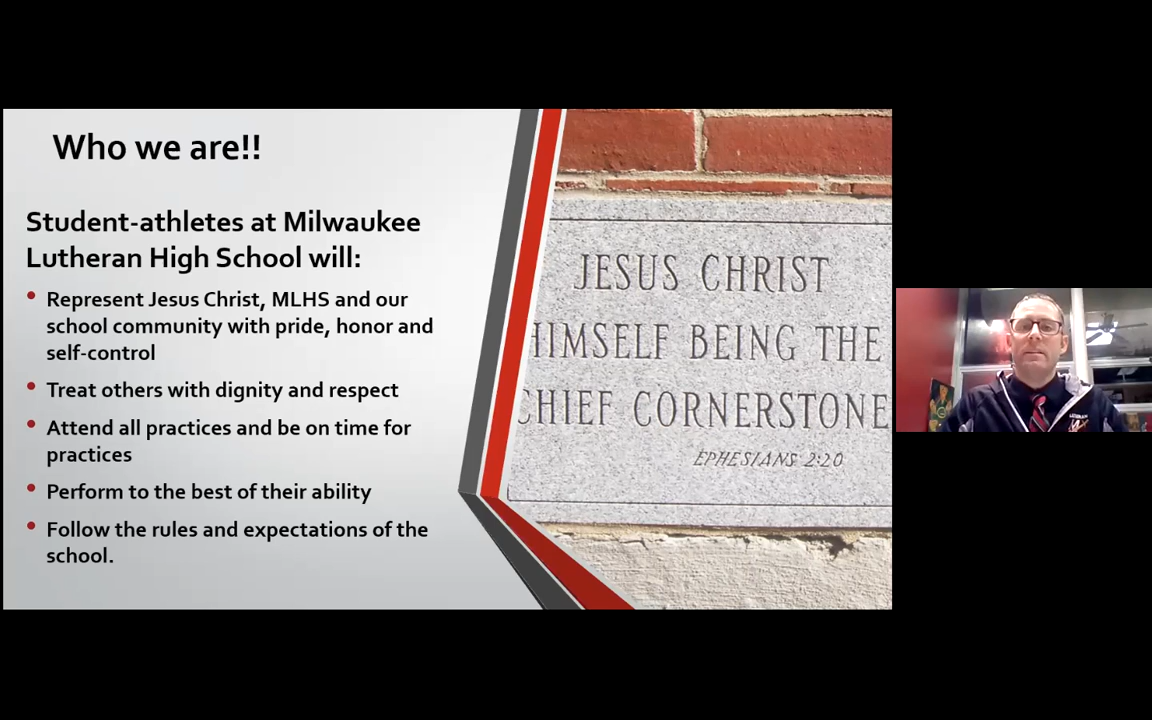 Who we are!!
Student-athletes at Milwaukee
Lutheran High School will:
• Represent Jesus Christ, MLHS and our
school community with pride, honor and
self-control
• Treat others with dignity and respect
• Attend all practices and be on time for
practices
• Perform to the best of their ability
• Follow the rules and expectations of the
school.
JESUS CHRIST
HIMSELF BEING THE
CHIEF CORNERSTONE
EPHESIANS 2:20